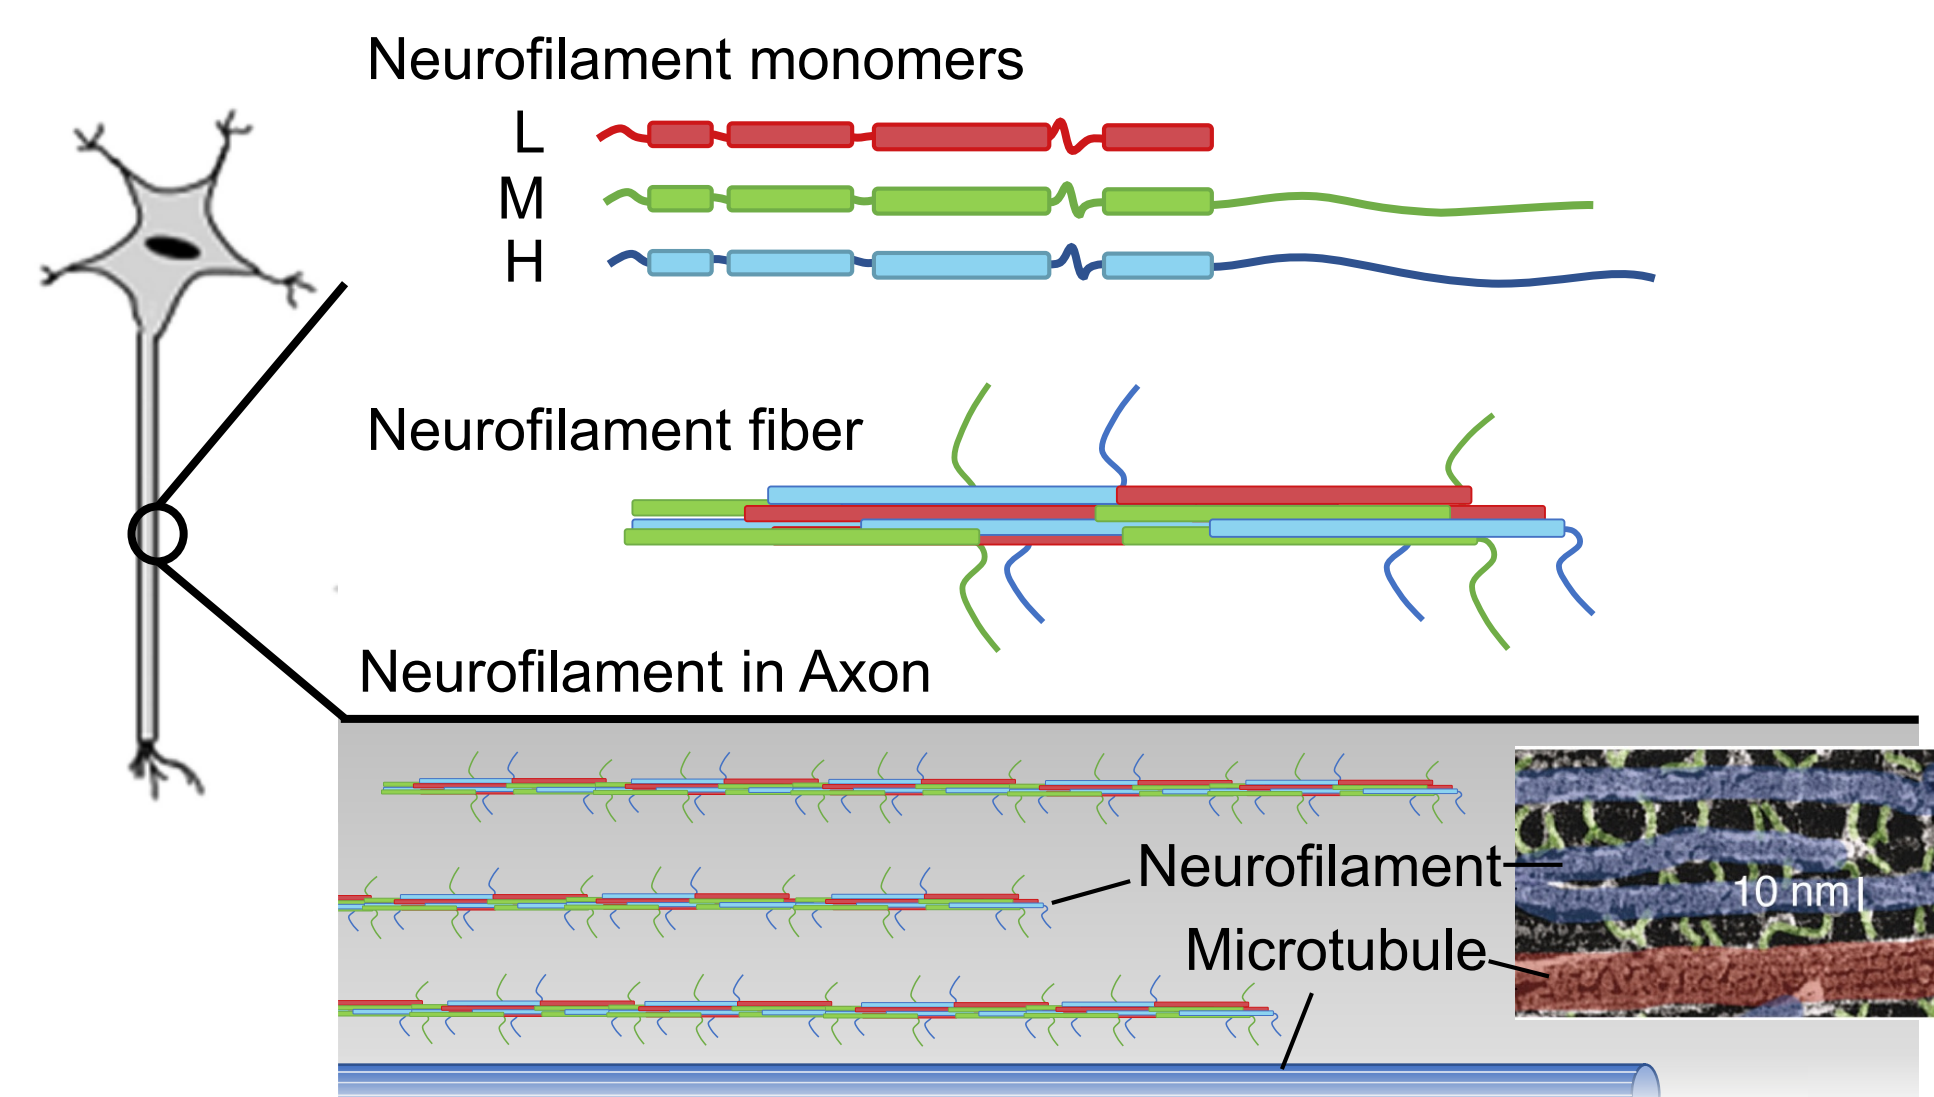 Neurofilament monomers
L
M
H
Neurofilament fiber
Neurofilament in Axon
Neurofilament
10 nm
Microtubule